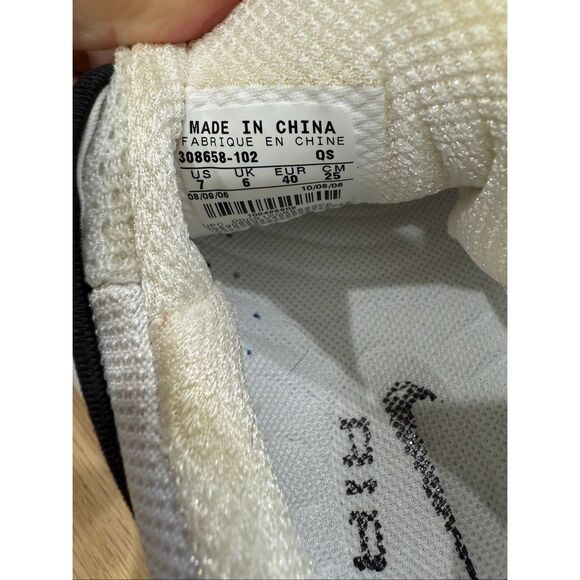 MADE IN CHINA
FABRIQUE EN CHINE
308658-102 QS
US UK EUR CM
7 6 40 25
08/09/06 10/08/06
AIR